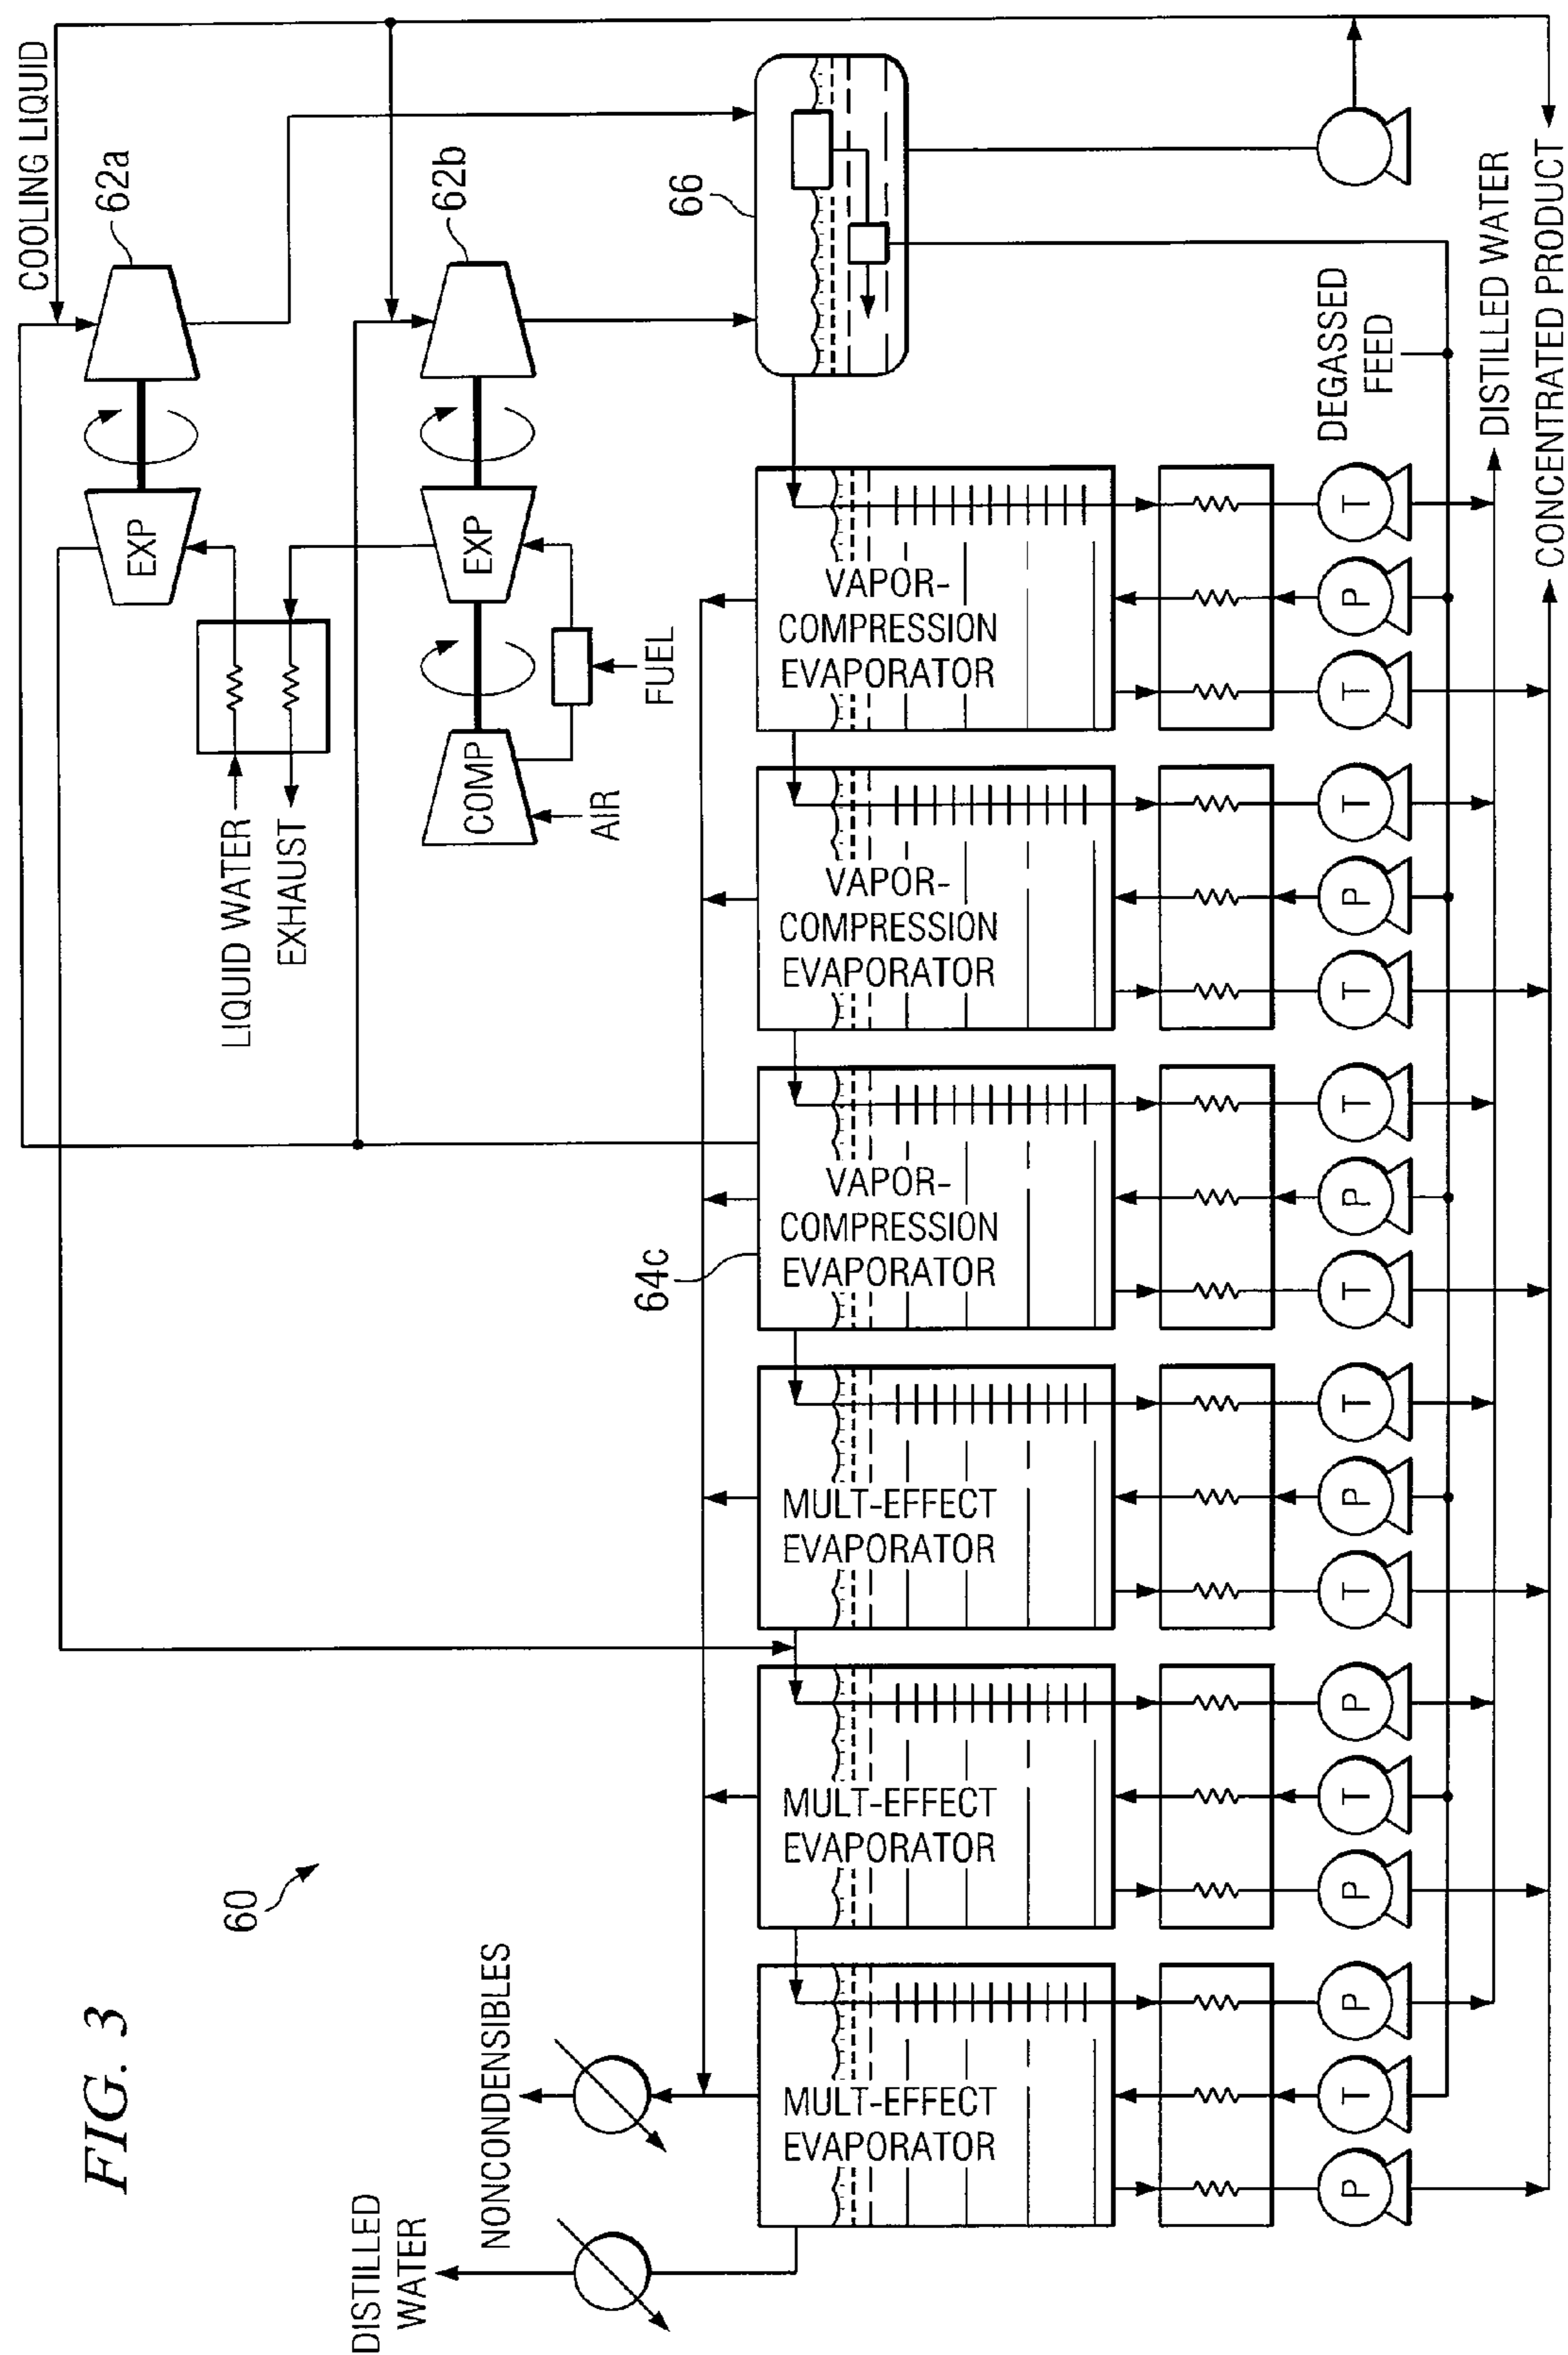 FIG. 3
COOLING LIQUID
62a
EXP
60
LIQUID WATER
EXHAUST
62b
EXP
COMP
AIR
FUEL
DISTILLED
WATER
NONCONDENSIBLES
64c
66
MULT-EFFECT
EVAPORATOR
MULT-EFFECT
EVAPORATOR
MULT-EFFECT
EVAPORATOR
VAPOR-
COMPRESSION
EVAPORATOR
VAPOR-
COMPRESSION
EVAPORATOR
VAPOR-
COMPRESSION
EVAPORATOR
P T P P T P T P T T P T T P T T P T
DEGASSED
FEED
DISTILLED WATER
CONCENTRATED PRODUCT